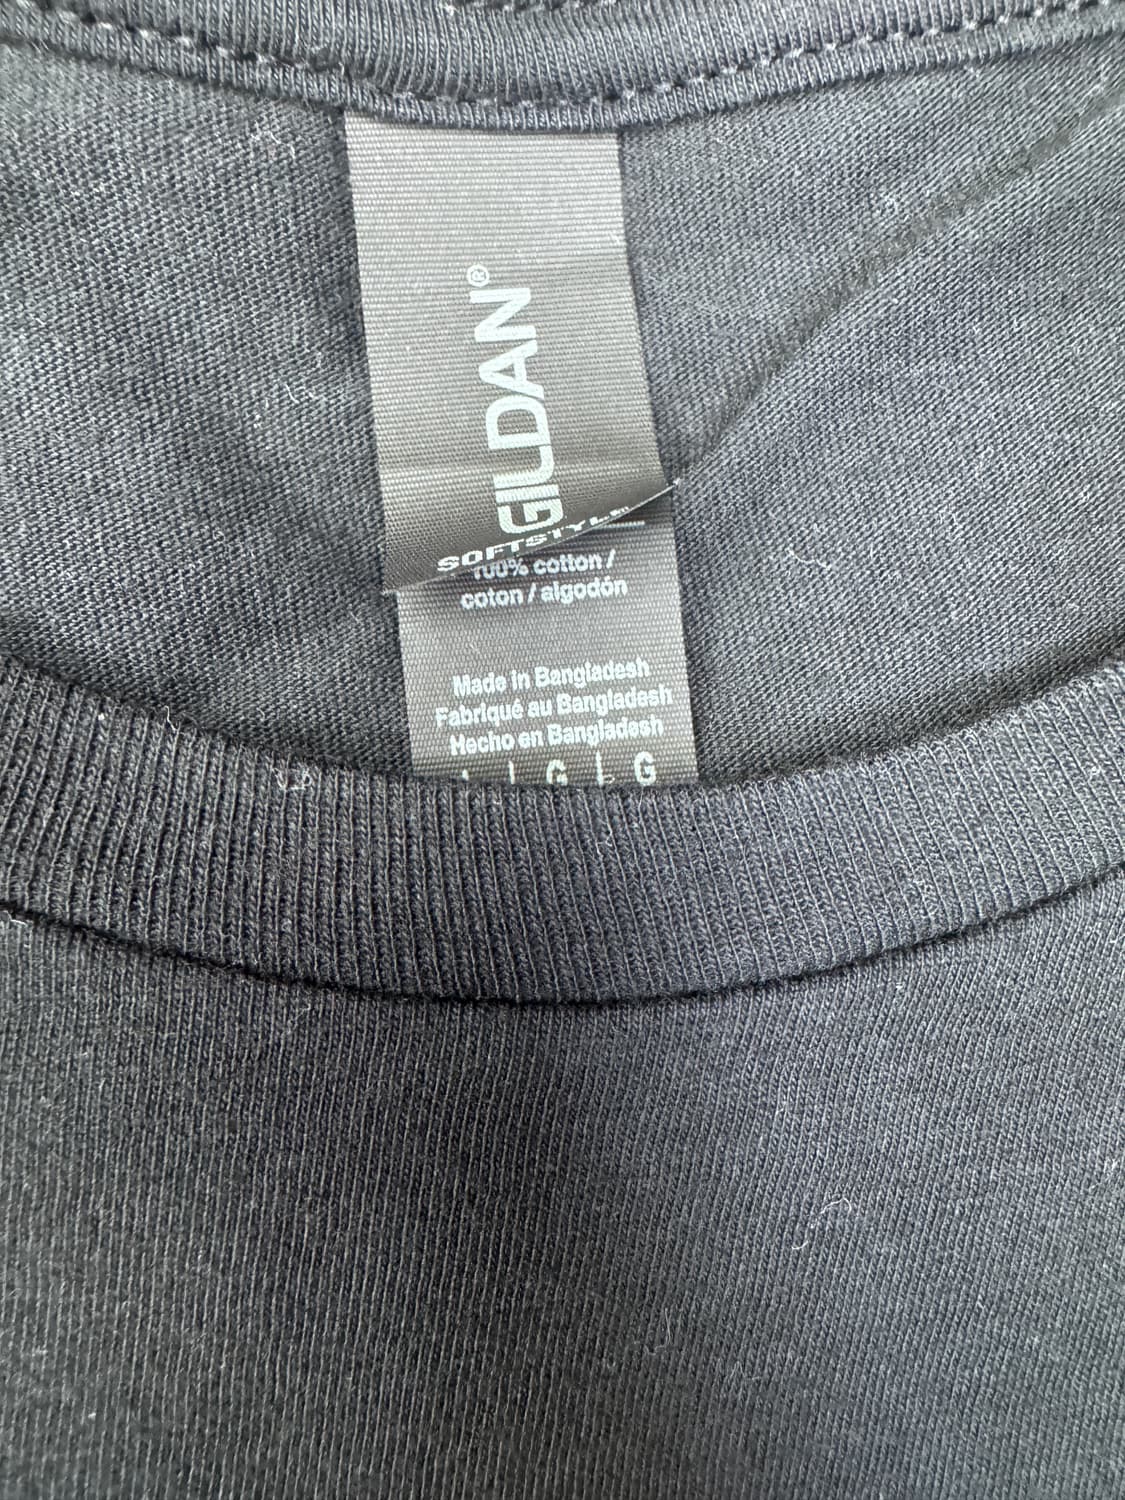 GILDAN®
SOFTSTYLE
100% cotton /
coton / algodón
Made in Bangladesh
Fabriqué au Bangladesh
Hecho en Bangladesh
G G